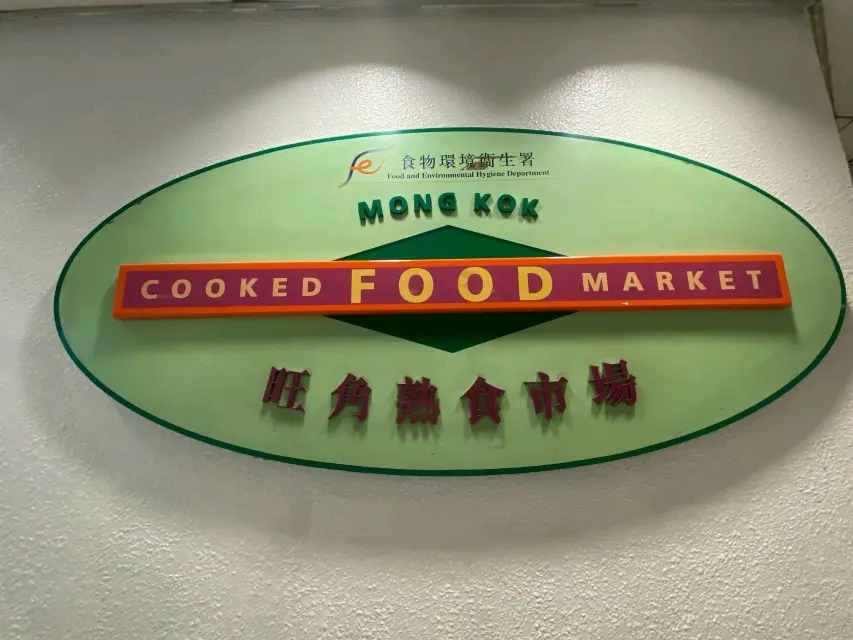 食物環境衞生署
Food and Environmental Hygiene Department
MONG KOK
COOKED FOOD MARKET
旺角熟食市場